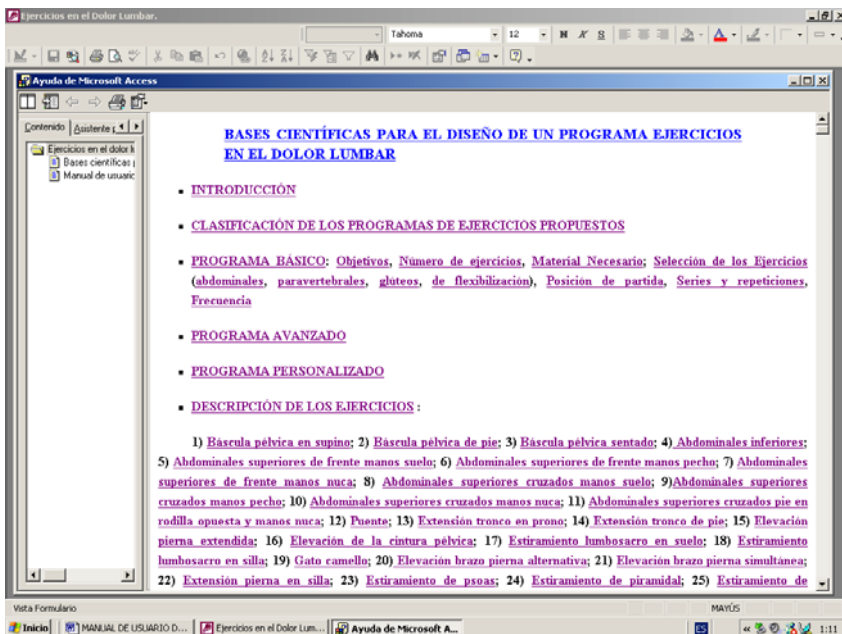 Ejercicios en el Dolor Lumbar.
Tahoma 12 N K S
Ayuda de Microsoft Access
Contenido Asistente
Ejercicios en el dolor
Bases científicas
Manual de usuario
BASES CIENTÍFICAS PARA EL DISEÑO DE UN PROGRAMA EJERCICIOS
EN EL DOLOR LUMBAR
▪ INTRODUCCIÓN
▪ CLASIFICACIÓN DE LOS PROGRAMAS DE EJERCICIOS PROPUESTOS
▪ PROGRAMA BÁSICO: Objetivos, Número de ejercicios, Material Necesario; Selección de los Ejercicios
(abdominales, paravertebrales, glúteos, de flexibilización), Posición de partida, Series y repeticiones,
Frecuencia
▪ PROGRAMA AVANZADO
▪ PROGRAMA PERSONALIZADO
▪ DESCRIPCIÓN DE LOS EJERCICIOS :
1) Báscula pélvica en supino; 2) Báscula pélvica de pie; 3) Báscula pélvica sentado; 4) Abdominales inferiores;
5) Abdominales superiores de frente manos suelo; 6) Abdominales superiores de frente manos pecho; 7) Abdominales
superiores de frente manos nuca; 8) Abdominales superiores cruzados manos suelo; 9)Abdominales superiores
cruzados manos pecho; 10) Abdominales superiores cruzados manos nuca; 11) Abdominales superiores cruzados pie en
rodilla opuesta y manos nuca; 12) Puente; 13) Extensión tronco en prono; 14) Extensión tronco de pie; 15) Elevación
pierna extendida; 16) Elevación de la cintura pélvica; 17) Estiramiento lumbosacro en suelo; 18) Estiramiento
lumbosacro en silla; 19) Gato camello; 20) Elevación brazo pierna alternativa; 21) Elevación brazo pierna simultánea;
22) Extensión pierna en silla; 23) Estiramiento de psoas; 24) Estiramiento de piramidal; 25) Estiramiento de
Vista Formulario MAYÚS
Inicio MANUAL DE USUARIO D... Ejercicios en el Dolor Lum... Ayuda de Microsoft A... ES 1:11